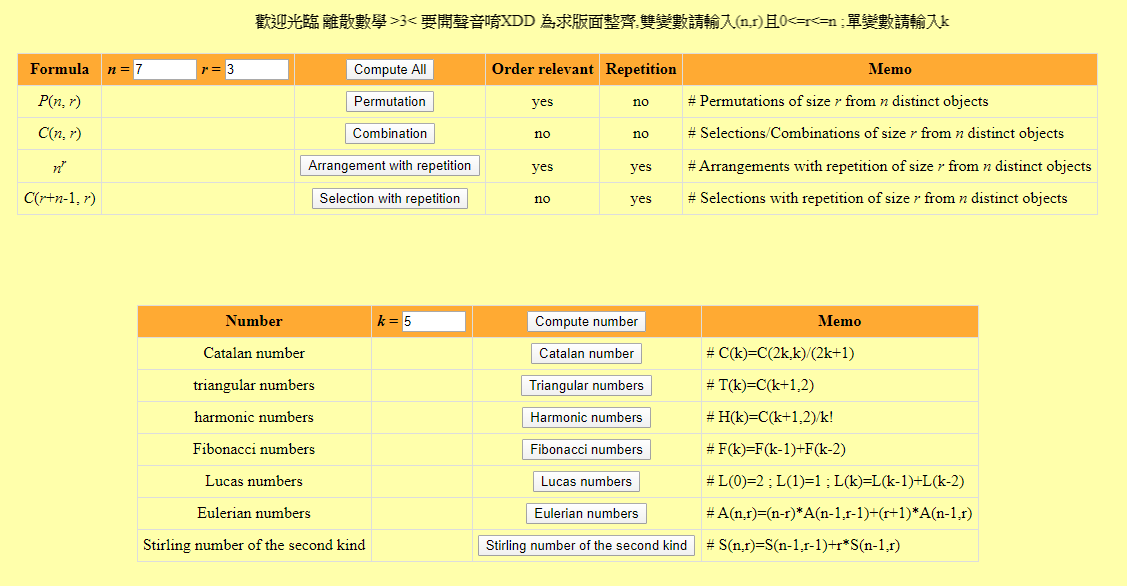 歡迎光臨 離散數學 >3< 要開聲音唷XDD 為求版面整齊,雙變數請輸入(n,r)且0<=r<=n ; 單變數請輸入k
Formula n = 7 r = 3 Compute All Order relevant Repetition Memo
P(n, r) Permutation yes no # Permutations of size r from n distinct objects
C(n, r) Combination no no # Selections/Combinations of size r from n distinct objects
nʳ Arrangement with repetition yes yes # Arrangements with repetition of size r from n distinct objects
C(r+n-1, r) Selection with repetition no yes # Selections with repetition of size r from n distinct objects
Number k = 5 Compute number Memo
Catalan number Catalan number # C(k)=C(2k,k)/(2k+1)
triangular numbers Triangular numbers # T(k)=C(k+1,2)
harmonic numbers Harmonic numbers # H(k)=C(k+1,2)/k!
Fibonacci numbers Fibonacci numbers # F(k)=F(k-1)+F(k-2)
Lucas numbers Lucas numbers # L(0)=2 ; L(1)=1 ; L(k)=L(k-1)+L(k-2)
Eulerian numbers Eulerian numbers # A(n,r)=(n-r)*A(n-1,r-1)+(r+1)*A(n-1,r)
Stirling number of the second kind Stirling number of the second kind # S(n,r)=S(n-1,r-1)+r*S(n-1,r)